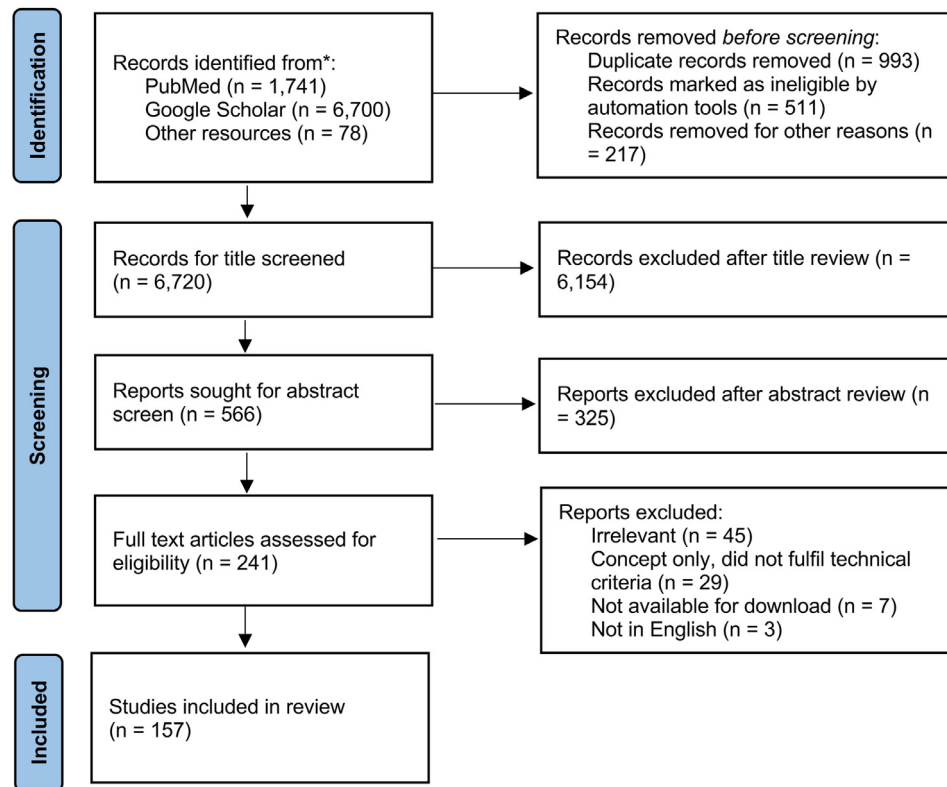 Identification
Records identified from*:
PubMed (n = 1,741)
Google Scholar (n = 6,700)
Other resources (n = 78)
Records removed before screening:
Duplicate records removed (n = 993)
Records marked as ineligible by
automation tools (n = 511)
Records removed for other reasons (n
= 217)
Screening
Records for title screened
(n = 6,720)
Records excluded after title review (n =
6,154)
Reports sought for abstract
screen (n = 566)
Reports excluded after abstract review (n
= 325)
Full text articles assessed for
eligibility (n = 241)
Reports excluded:
Irrelevant (n = 45)
Concept only, did not fulfil technical
criteria (n = 29)
Not available for download (n = 7)
Not in English (n = 3)
Included
Studies included in review
(n = 157)